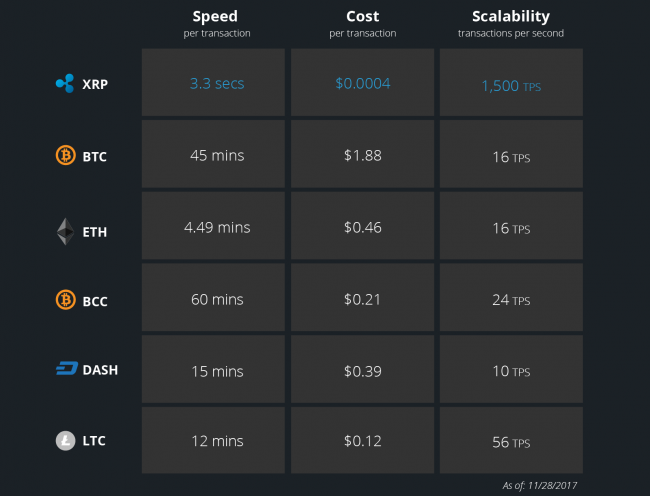 Speed Cost Scalability
per transaction per transaction transactions per second
XRP 3.3 secs $0.0004 1,500 TPS
BTC 45 mins $1.88 16 TPS
ETH 4.49 mins $0.46 16 TPS
BCC 60 mins $0.21 24 TPS
DASH 15 mins $0.39 10 TPS
LTC 12 mins $0.12 56 TPS
As of: 11/28/2017